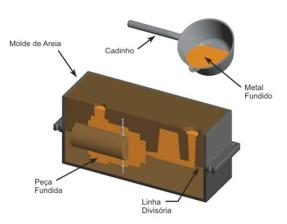 Molde de Areia
Cadinho
Metal
Fundido
Peça
Fundida
Linha
Divisória